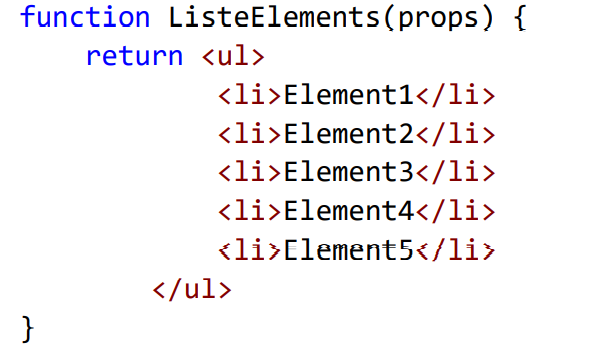 function ListeElements(props) {
return <ul>
<li>Element1</li>
<li>Element2</li>
<li>Element3</li>
<li>Element4</li>
<li>Element5</li>
</ul>
}